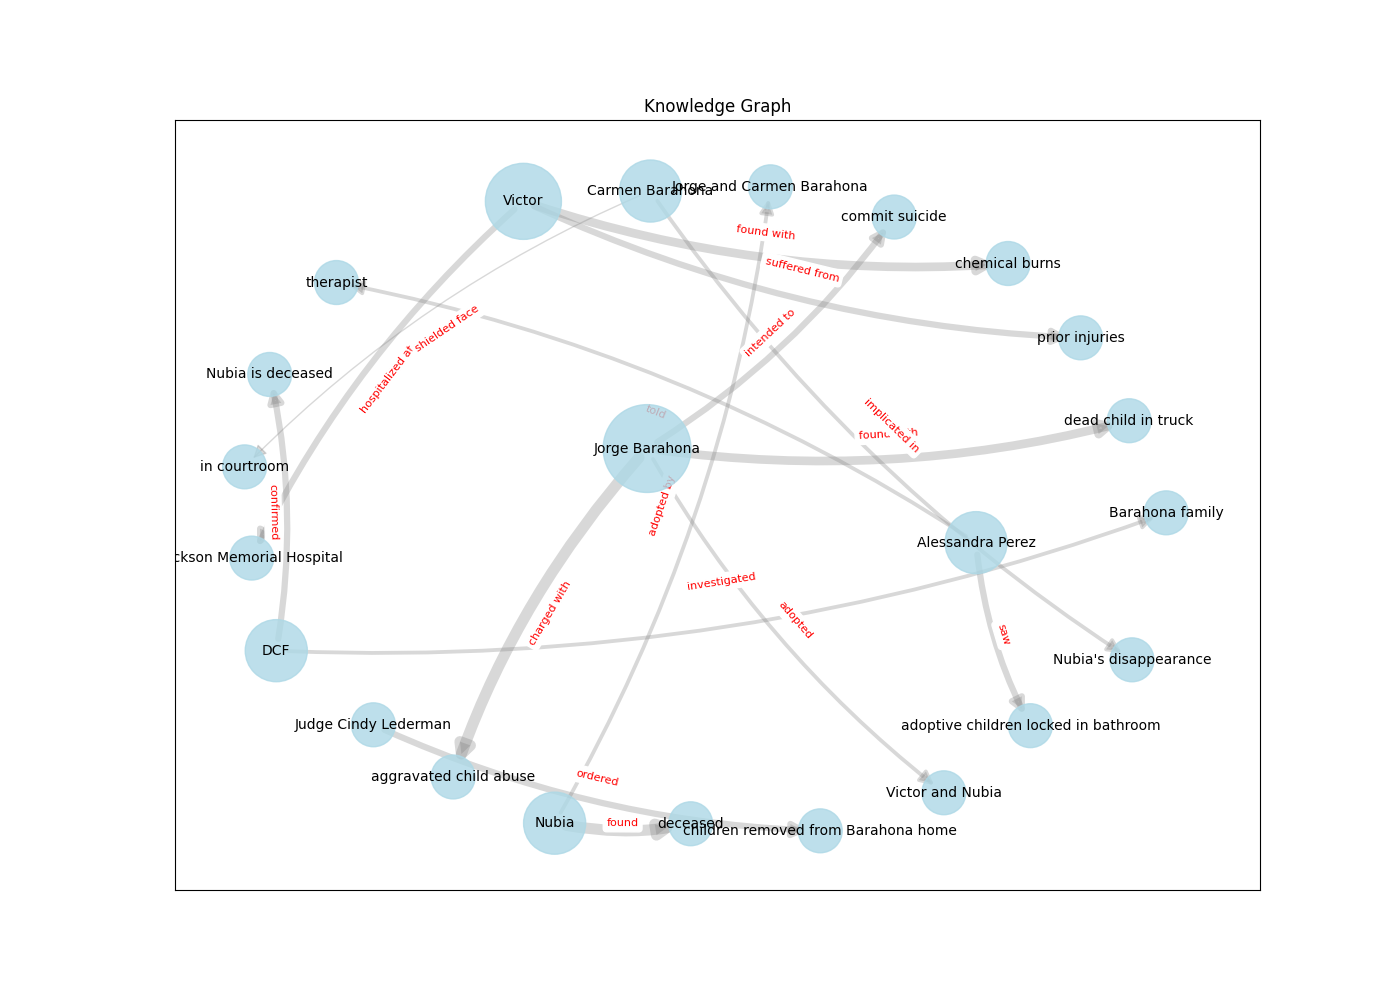 Knowledge Graph
Victor
Carmen Barahona
Jorge and Carmen Barahona
commit suicide
found with
chemical burns
suffered from
therapist
shielded face
intended to
prior injuries
hospitalized at
Nubia is deceased
told
implicated in
dead child in truck
Jorge Barahona
found
in courtroom
adopted by
confirmed
Barahona family
Alessandra Perez
ckson Memorial Hospital
investigated
charged with
adopted
saw
DCF
Nubia's disappearance
Judge Cindy Lederman
adoptive children locked in bathroom
aggravated child abuse
ordered
Victor and Nubia
Nubia
found
deceased
children removed from Barahona home